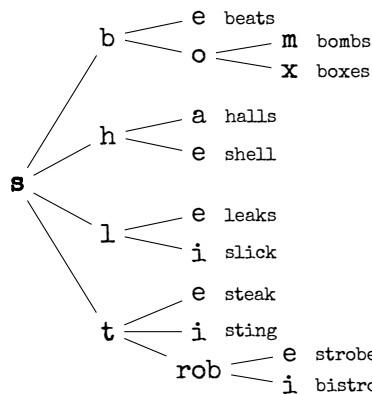 e beats
b
m bombs
o
x boxes
a halls
h
e shell
s
e leaks
l
i slick
e steak
t i sting
e strobe
rob
i bistro